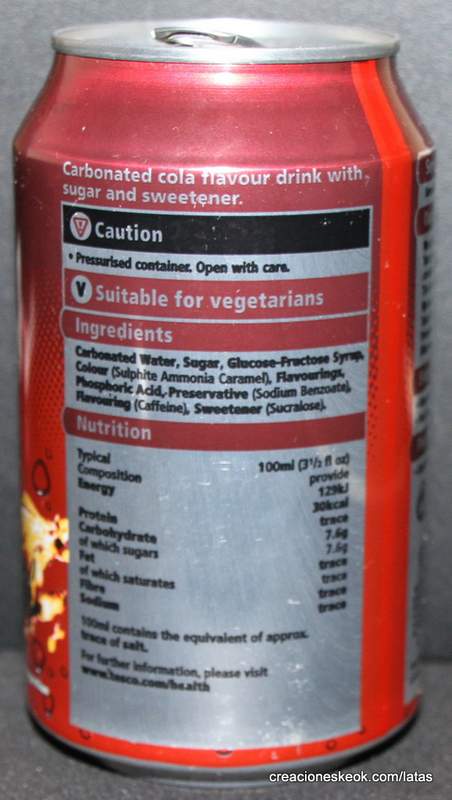 Carbonated cola flavour drink with
sugar and sweetener.
Caution
• Pressurised container. Open with care.
V Suitable for vegetarians
Ingredients
Carbonated Water, Sugar, Glucose-Fructose Syrup,
Colour (Sulphite Ammonia Caramel), Flavourings,
Phosphoric Acid, Preservative (Sodium Benzoate),
Flavouring (Caffeine), Sweetener (Sucralose).
Nutrition
Typical 100ml (3½ fl oz)
Composition provide
Energy 129kJ
30kcal
Protein trace
Carbohydrate 7.6g
of which sugars 7.6g
Fat trace
of which saturates trace
Fibre trace
Sodium trace
100ml contains the equivalent of approx.
trace of salt.
For further information, please visit
www.tesco.com/health
creacioneskeok.com/latas